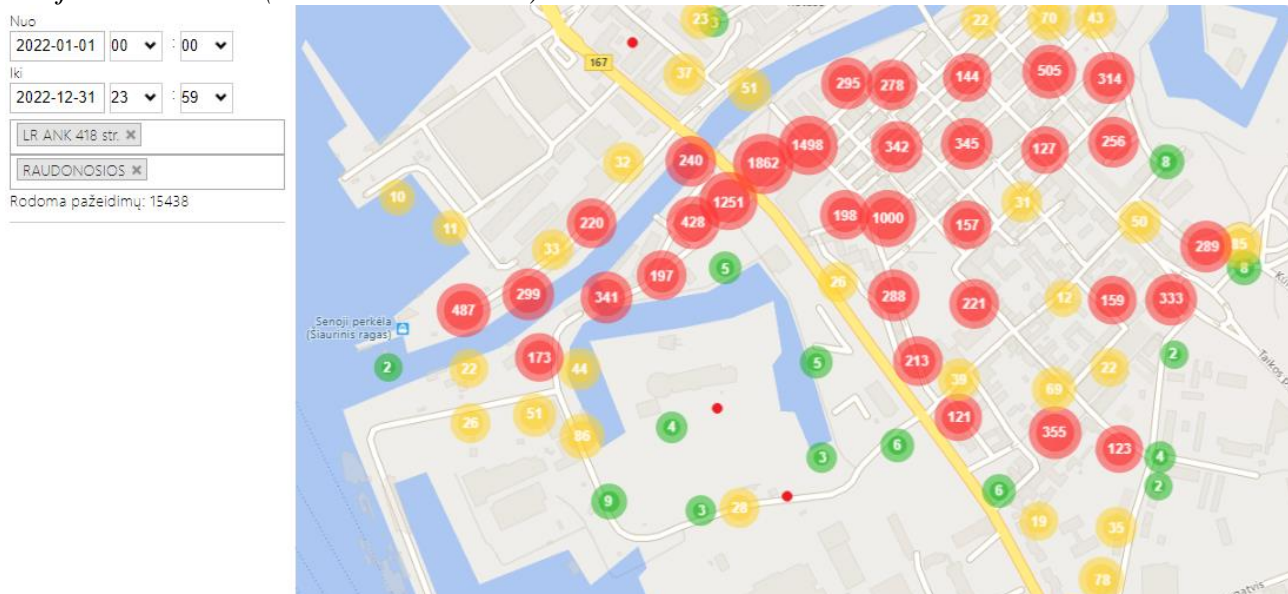 Nuo
2022-01-01 00 : 00
Iki
2022-12-31 23 : 59
LR ANK 418 str. ×
RAUDONOSIOS ×
Rodoma pažeidimų: 15438
23 3 22 70 43
167
37 51 295 278 144 505 314
32 240 1862 1498 342 345 127 256 8
10 11 33 220 428 1251 198 1000 157 31 50 289 85
197 5 26 8
487 299 341 288 221 12 159 333
Senoji perkėla
(Šiaurinis ragas)
2 22 173 44 5 213 39 69 22 2
Taikos
26 51 86 4 121 355 123 4
3 6 2
9 3 28 6 19 35
78